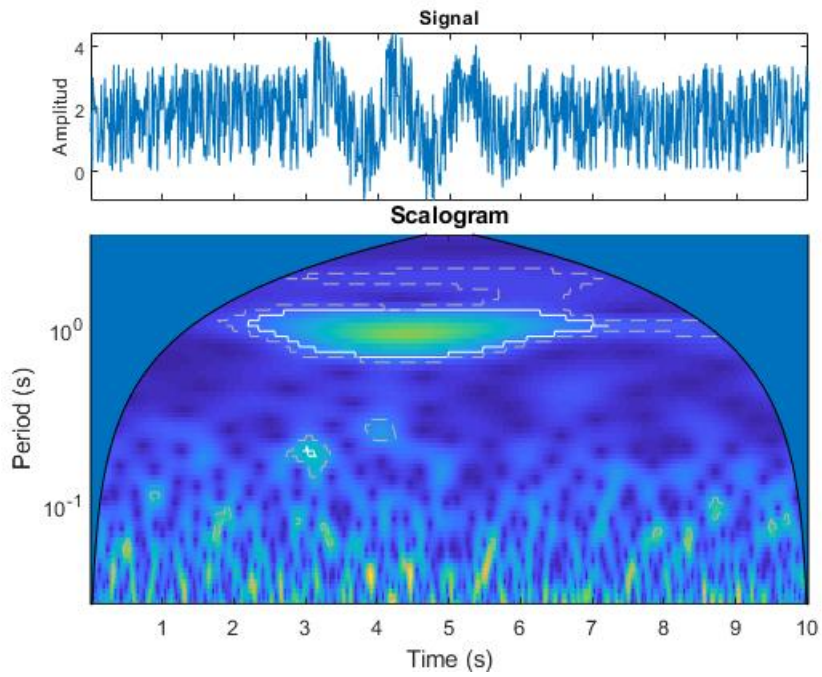 Signal
Amplitud
4
2
0
Scalogram
Period (s)
10^0
10^-1
1 2 3 4 5 6 7 8 9 10
Time (s)